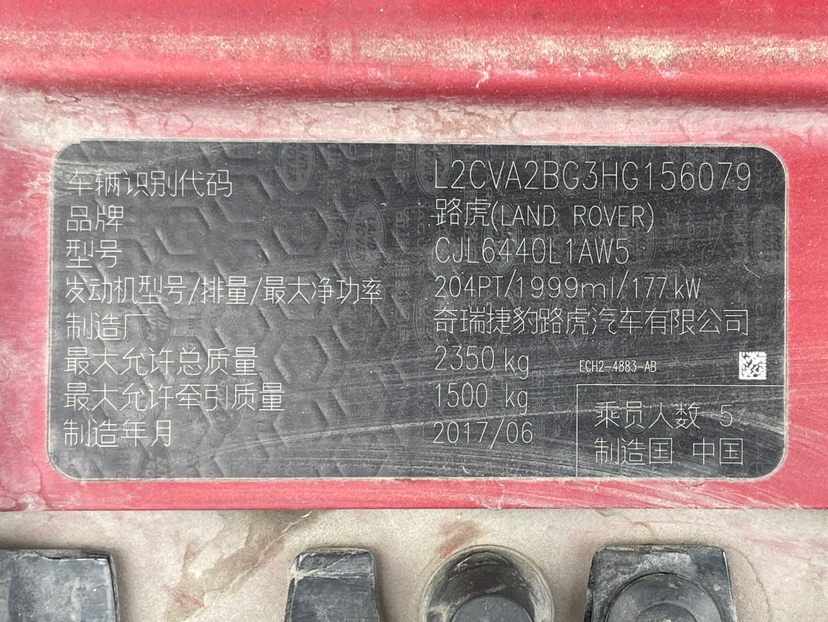 车辆识别代码 L2CVA2BG3HG156079
品牌 路虎(LAND ROVER)
型号 CJL6440L1AW5
发动机型号/排量/最大净功率 204PT/1999ml/177kW
制造厂 奇瑞捷豹路虎汽车有限公司
最大允许总质量 2350 kg ECH2-4883-AB
最大允许牵引质量 1500 kg
乘员人数 5
制造年月 2017/06
制造国 中国